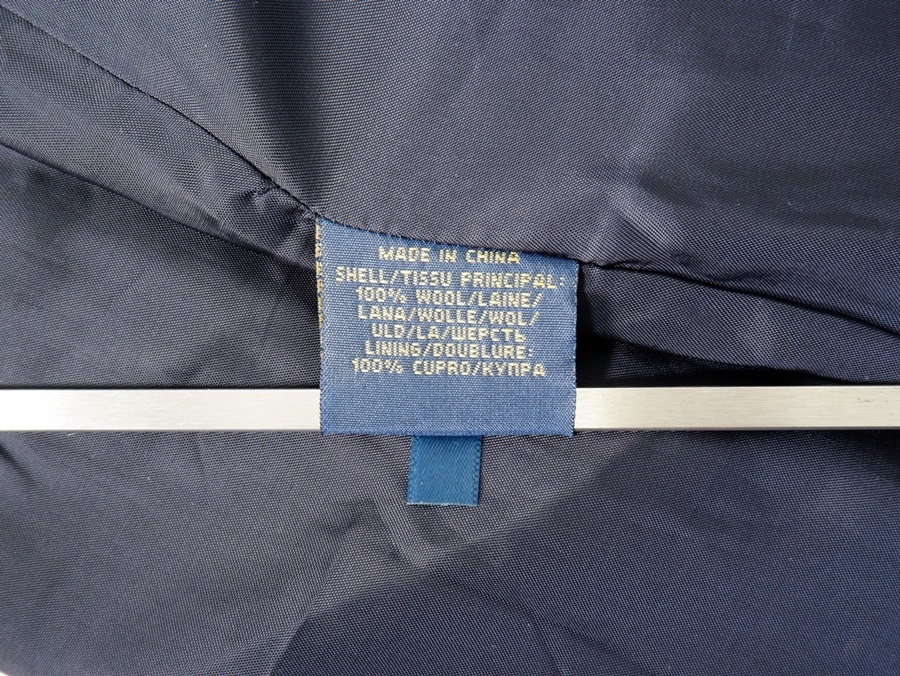 MADE IN CHINA
SHELL/TISSU PRINCIPAL:
100% WOOL/LAINE/
LANA/WOLLE/WOL/
ULD/LA/ШЕРСТЬ
LINING/DOUBLURE:
100% CUPRO/КУПРА